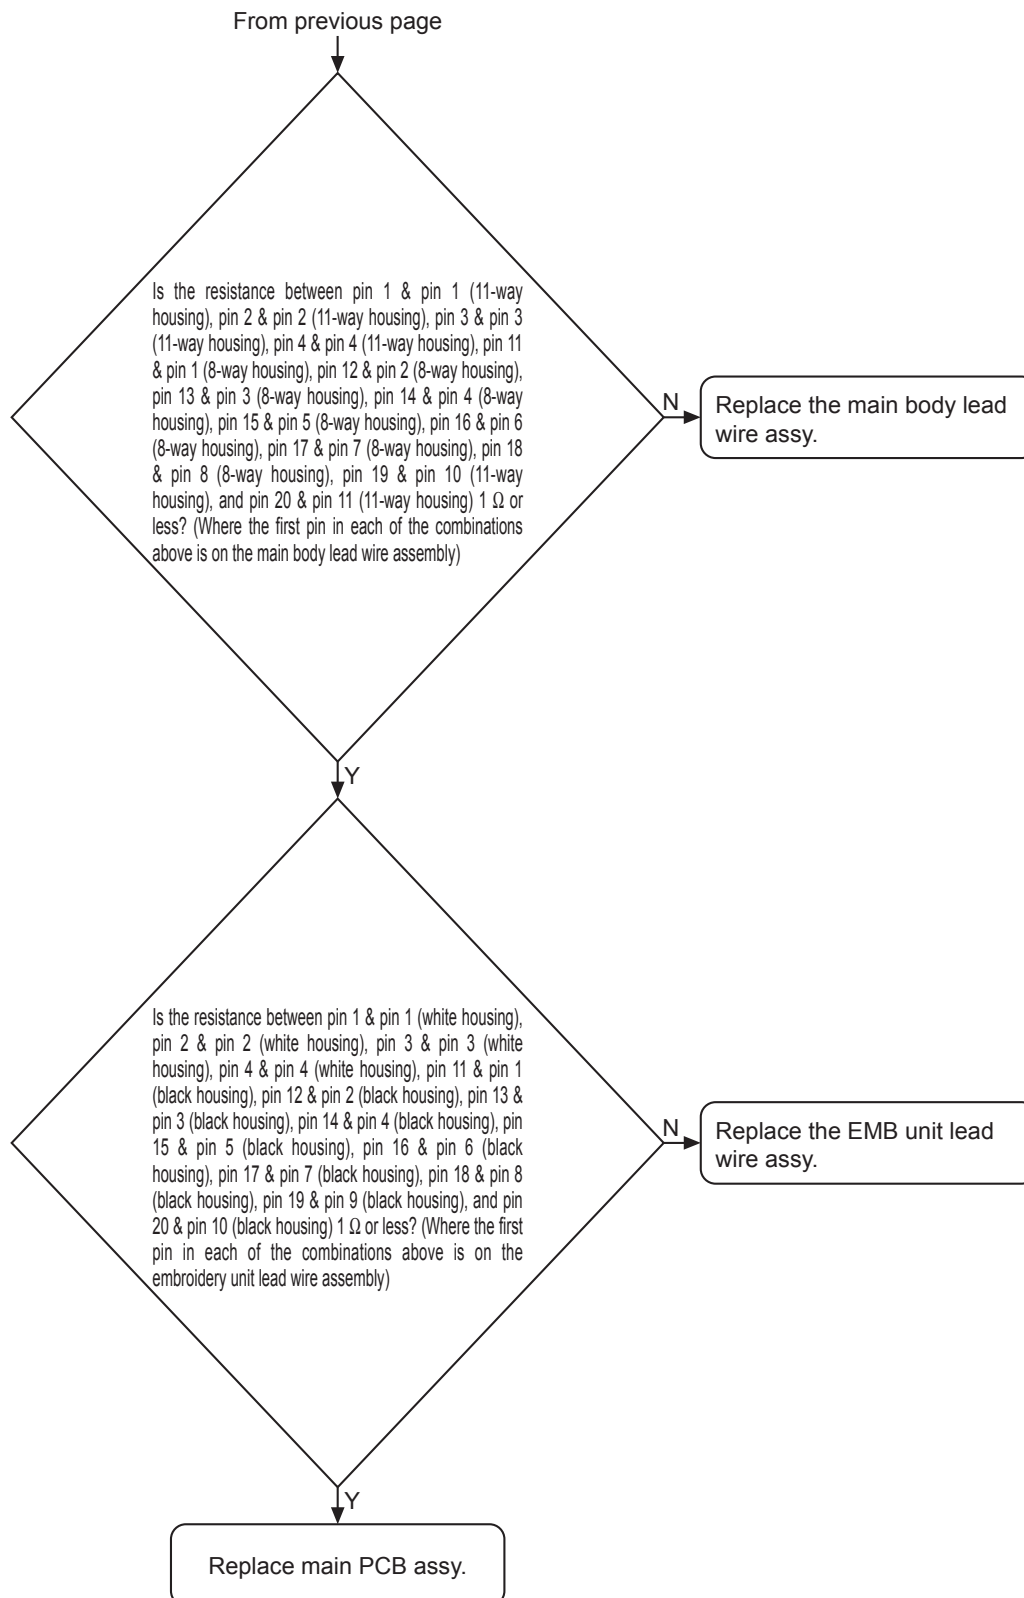 From previous page
Is the resistance between pin 1 & pin 1 (11-way
housing), pin 2 & pin 2 (11-way housing), pin 3 & pin 3
(11-way housing), pin 4 & pin 4 (11-way housing), pin 11
& pin 1 (8-way housing), pin 12 & pin 2 (8-way housing),
pin 13 & pin 3 (8-way housing), pin 14 & pin 4 (8-way
housing), pin 15 & pin 5 (8-way housing), pin 16 & pin 6
(8-way housing), pin 17 & pin 7 (8-way housing), pin 18
& pin 8 (8-way housing), pin 19 & pin 10 (11-way
housing), and pin 20 & pin 11 (11-way housing) 1 Ω or
less? (Where the first pin in each of the combinations
above is on the main body lead wire assembly)
N
Replace the main body lead
wire assy.
Y
Is the resistance between pin 1 & pin 1 (white housing),
pin 2 & pin 2 (white housing), pin 3 & pin 3 (white
housing), pin 4 & pin 4 (white housing), pin 11 & pin 1
(black housing), pin 12 & pin 2 (black housing), pin 13 &
pin 3 (black housing), pin 14 & pin 4 (black housing), pin
15 & pin 5 (black housing), pin 16 & pin 6 (black
housing), pin 17 & pin 7 (black housing), pin 18 & pin 8
(black housing), pin 19 & pin 9 (black housing), and pin
20 & pin 10 (black housing) 1 Ω or less? (Where the first
pin in each of the combinations above is on the
embroidery unit lead wire assembly)
N
Replace the EMB unit lead
wire assy.
Y
Replace main PCB assy.